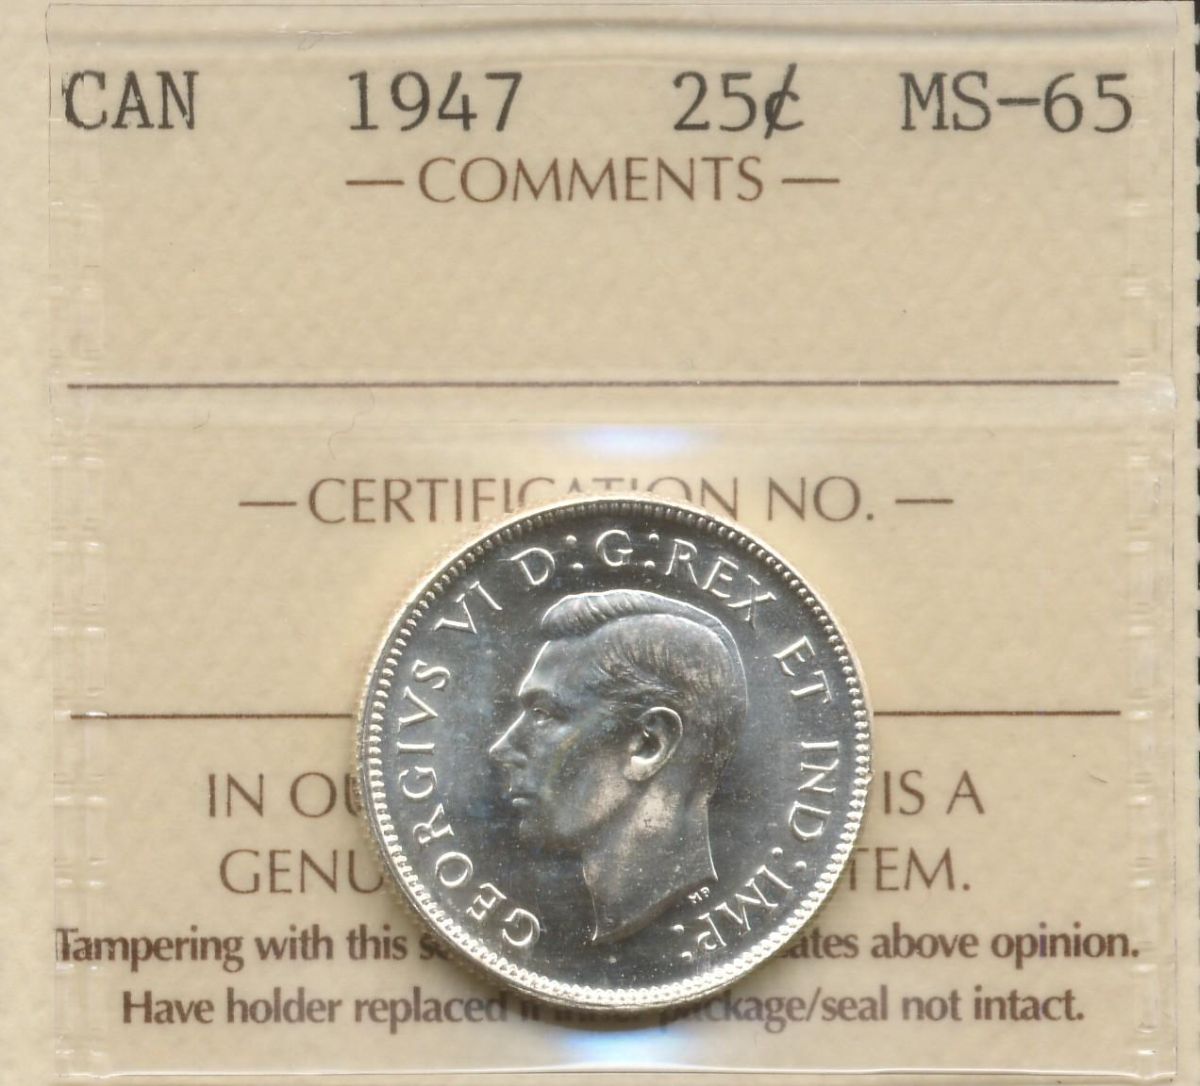 CAN 1947 25¢ MS-65
— COMMENTS —
— CERTIFICATION NO. —
GEORGIVS VI D:G:REX ET IND:IMP:
MP
IN OU IS A
GENU TEM.
Tampering with this s ates above opinion.
Have holder replaced i package/seal not intact.